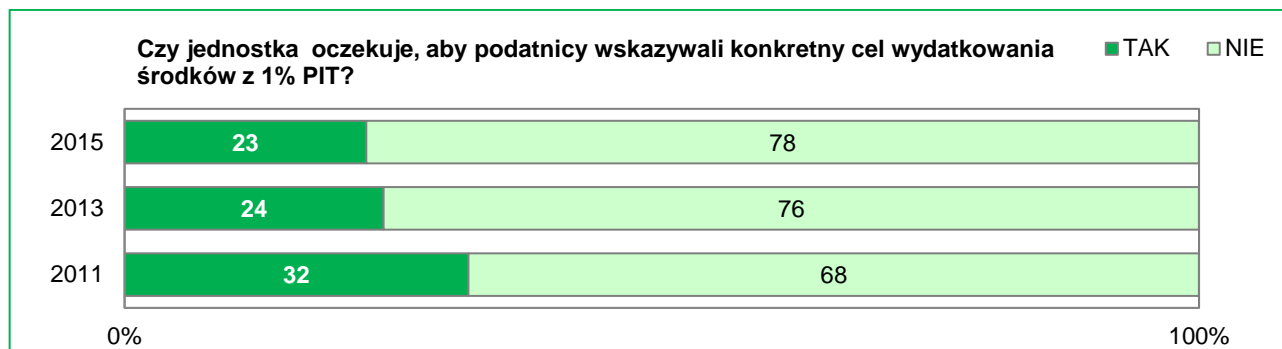 Czy jednostka oczekuje, aby podatnicy wskazywali konkretny cel wydatkowania
środków z 1% PIT?
TAK NIE
2015 23 78
2013 24 76
2011 32 68
0% 100%